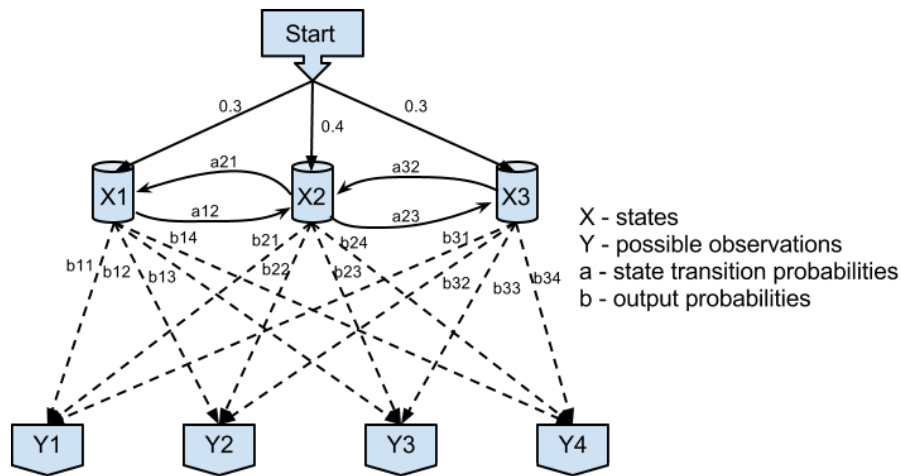 Start
0.3
0.4
0.3
a21
a32
X1
X2
X3
a12
a23
X - states
Y - possible observations
a - state transition probabilities
b - output probabilities
b14
b21
b24
b31
b11
b12
b13
b22
b23
b32
b33
b34
Y1
Y2
Y3
Y4